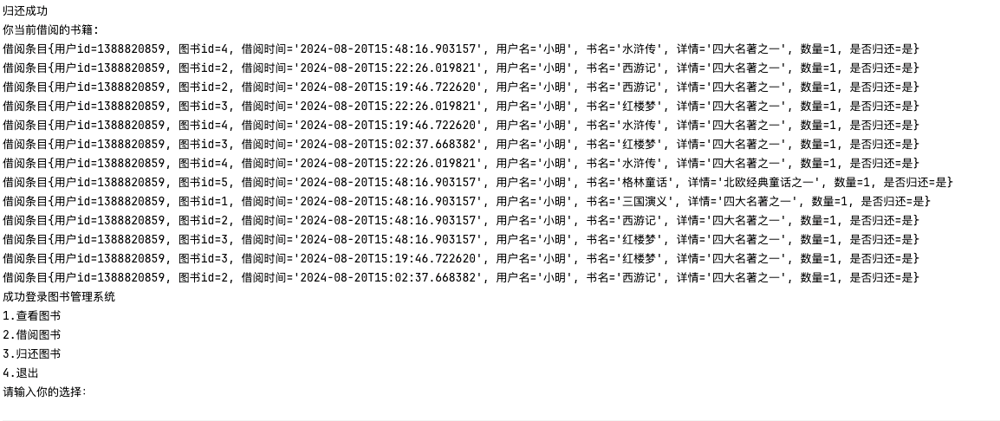 归还成功
你当前借阅的书籍:
借阅条目{用户id=1388820859, 图书id=4, 借阅时间='2024-08-20T15:48:16.903157', 用户名='小明', 书名='水浒传', 详情='四大名著之一', 数量=1, 是否归还=是}
借阅条目{用户id=1388820859, 图书id=2, 借阅时间='2024-08-20T15:22:26.019821', 用户名='小明', 书名='西游记', 详情='四大名著之一', 数量=1, 是否归还=是}
借阅条目{用户id=1388820859, 图书id=2, 借阅时间='2024-08-20T15:19:46.722620', 用户名='小明', 书名='西游记', 详情='四大名著之一', 数量=1, 是否归还=是}
借阅条目{用户id=1388820859, 图书id=3, 借阅时间='2024-08-20T15:22:26.019821', 用户名='小明', 书名='红楼梦', 详情='四大名著之一', 数量=1, 是否归还=是}
借阅条目{用户id=1388820859, 图书id=4, 借阅时间='2024-08-20T15:19:46.722620', 用户名='小明', 书名='水浒传', 详情='四大名著之一', 数量=1, 是否归还=是}
借阅条目{用户id=1388820859, 图书id=3, 借阅时间='2024-08-20T15:02:37.668382', 用户名='小明', 书名='红楼梦', 详情='四大名著之一', 数量=1, 是否归还=是}
借阅条目{用户id=1388820859, 图书id=4, 借阅时间='2024-08-20T15:22:26.019821', 用户名='小明', 书名='水浒传', 详情='四大名著之一', 数量=1, 是否归还=是}
借阅条目{用户id=1388820859, 图书id=5, 借阅时间='2024-08-20T15:48:16.903157', 用户名='小明', 书名='格林童话', 详情='北欧经典童话之一', 数量=1, 是否归还=是}
借阅条目{用户id=1388820859, 图书id=1, 借阅时间='2024-08-20T15:48:16.903157', 用户名='小明', 书名='三国演义', 详情='四大名著之一', 数量=1, 是否归还=是}
借阅条目{用户id=1388820859, 图书id=2, 借阅时间='2024-08-20T15:48:16.903157', 用户名='小明', 书名='西游记', 详情='四大名著之一', 数量=1, 是否归还=是}
借阅条目{用户id=1388820859, 图书id=3, 借阅时间='2024-08-20T15:48:16.903157', 用户名='小明', 书名='红楼梦', 详情='四大名著之一', 数量=1, 是否归还=是}
借阅条目{用户id=1388820859, 图书id=3, 借阅时间='2024-08-20T15:19:46.722620', 用户名='小明', 书名='红楼梦', 详情='四大名著之一', 数量=1, 是否归还=是}
借阅条目{用户id=1388820859, 图书id=2, 借阅时间='2024-08-20T15:02:37.668382', 用户名='小明', 书名='西游记', 详情='四大名著之一', 数量=1, 是否归还=是}
成功登录图书管理系统
1.查看图书
2.借阅图书
3.归还图书
4.退出
请输入你的选择: